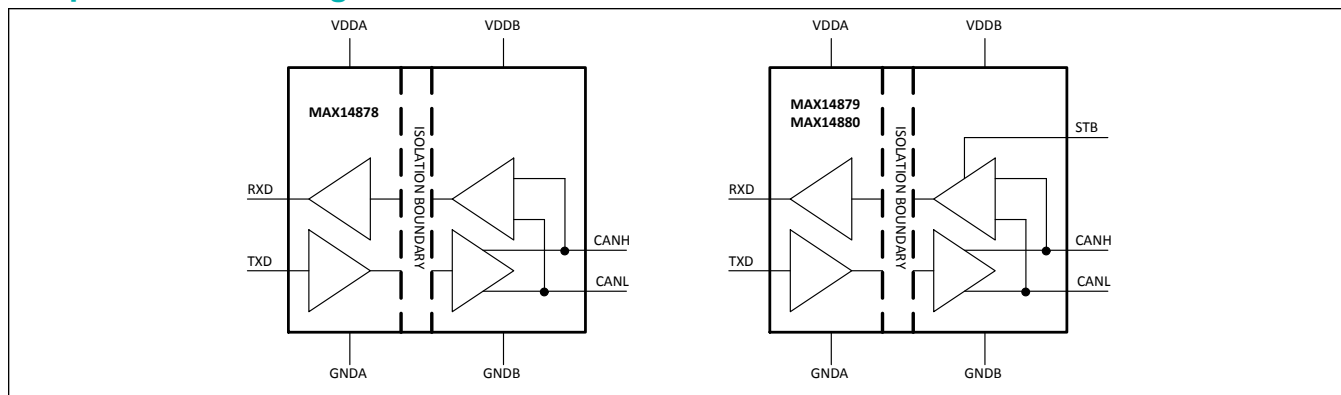 VDDA
VDDB
MAX14878
ISOLATION BOUNDARY
RXD
TXD
CANH
CANL
GNDA
GNDB
VDDA
VDDB
MAX14879
MAX14880
ISOLATION BOUNDARY
STB
RXD
TXD
CANH
CANL
GNDA
GNDB